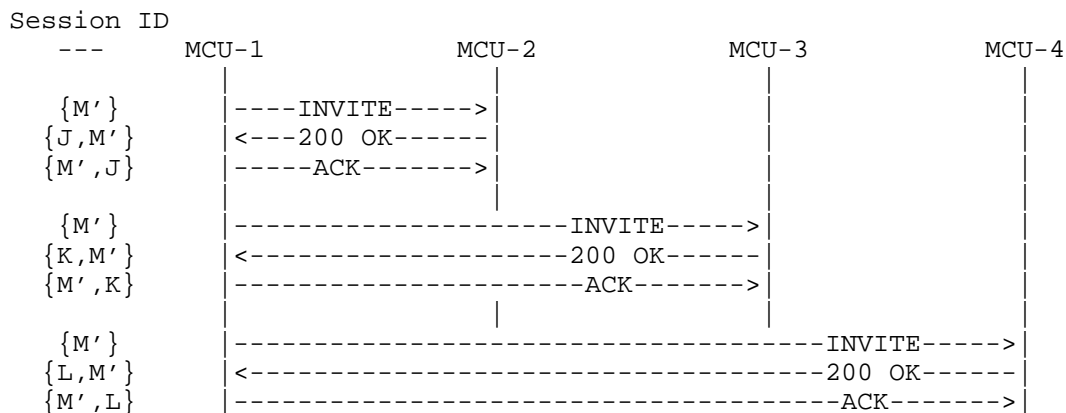 Session ID
---     MCU-1            MCU-2            MCU-3           MCU-4
          |                |                |               |
{M'}      |----INVITE----->|                |               |
{J,M'}    |<---200 OK------|                |               |
{M',J}    |-----ACK------->|                |               |
          |                |                |               |
{M'}      |---------------------INVITE----->|               |
{K,M'}    |<--------------------200 OK------|               |
{M',K}    |----------------------ACK------->|               |
          |                |                |               |
{M'}      |-------------------------------------INVITE----->|
{L,M'}    |<------------------------------------200 OK------|
{M',L}    |--------------------------------------ACK------->|